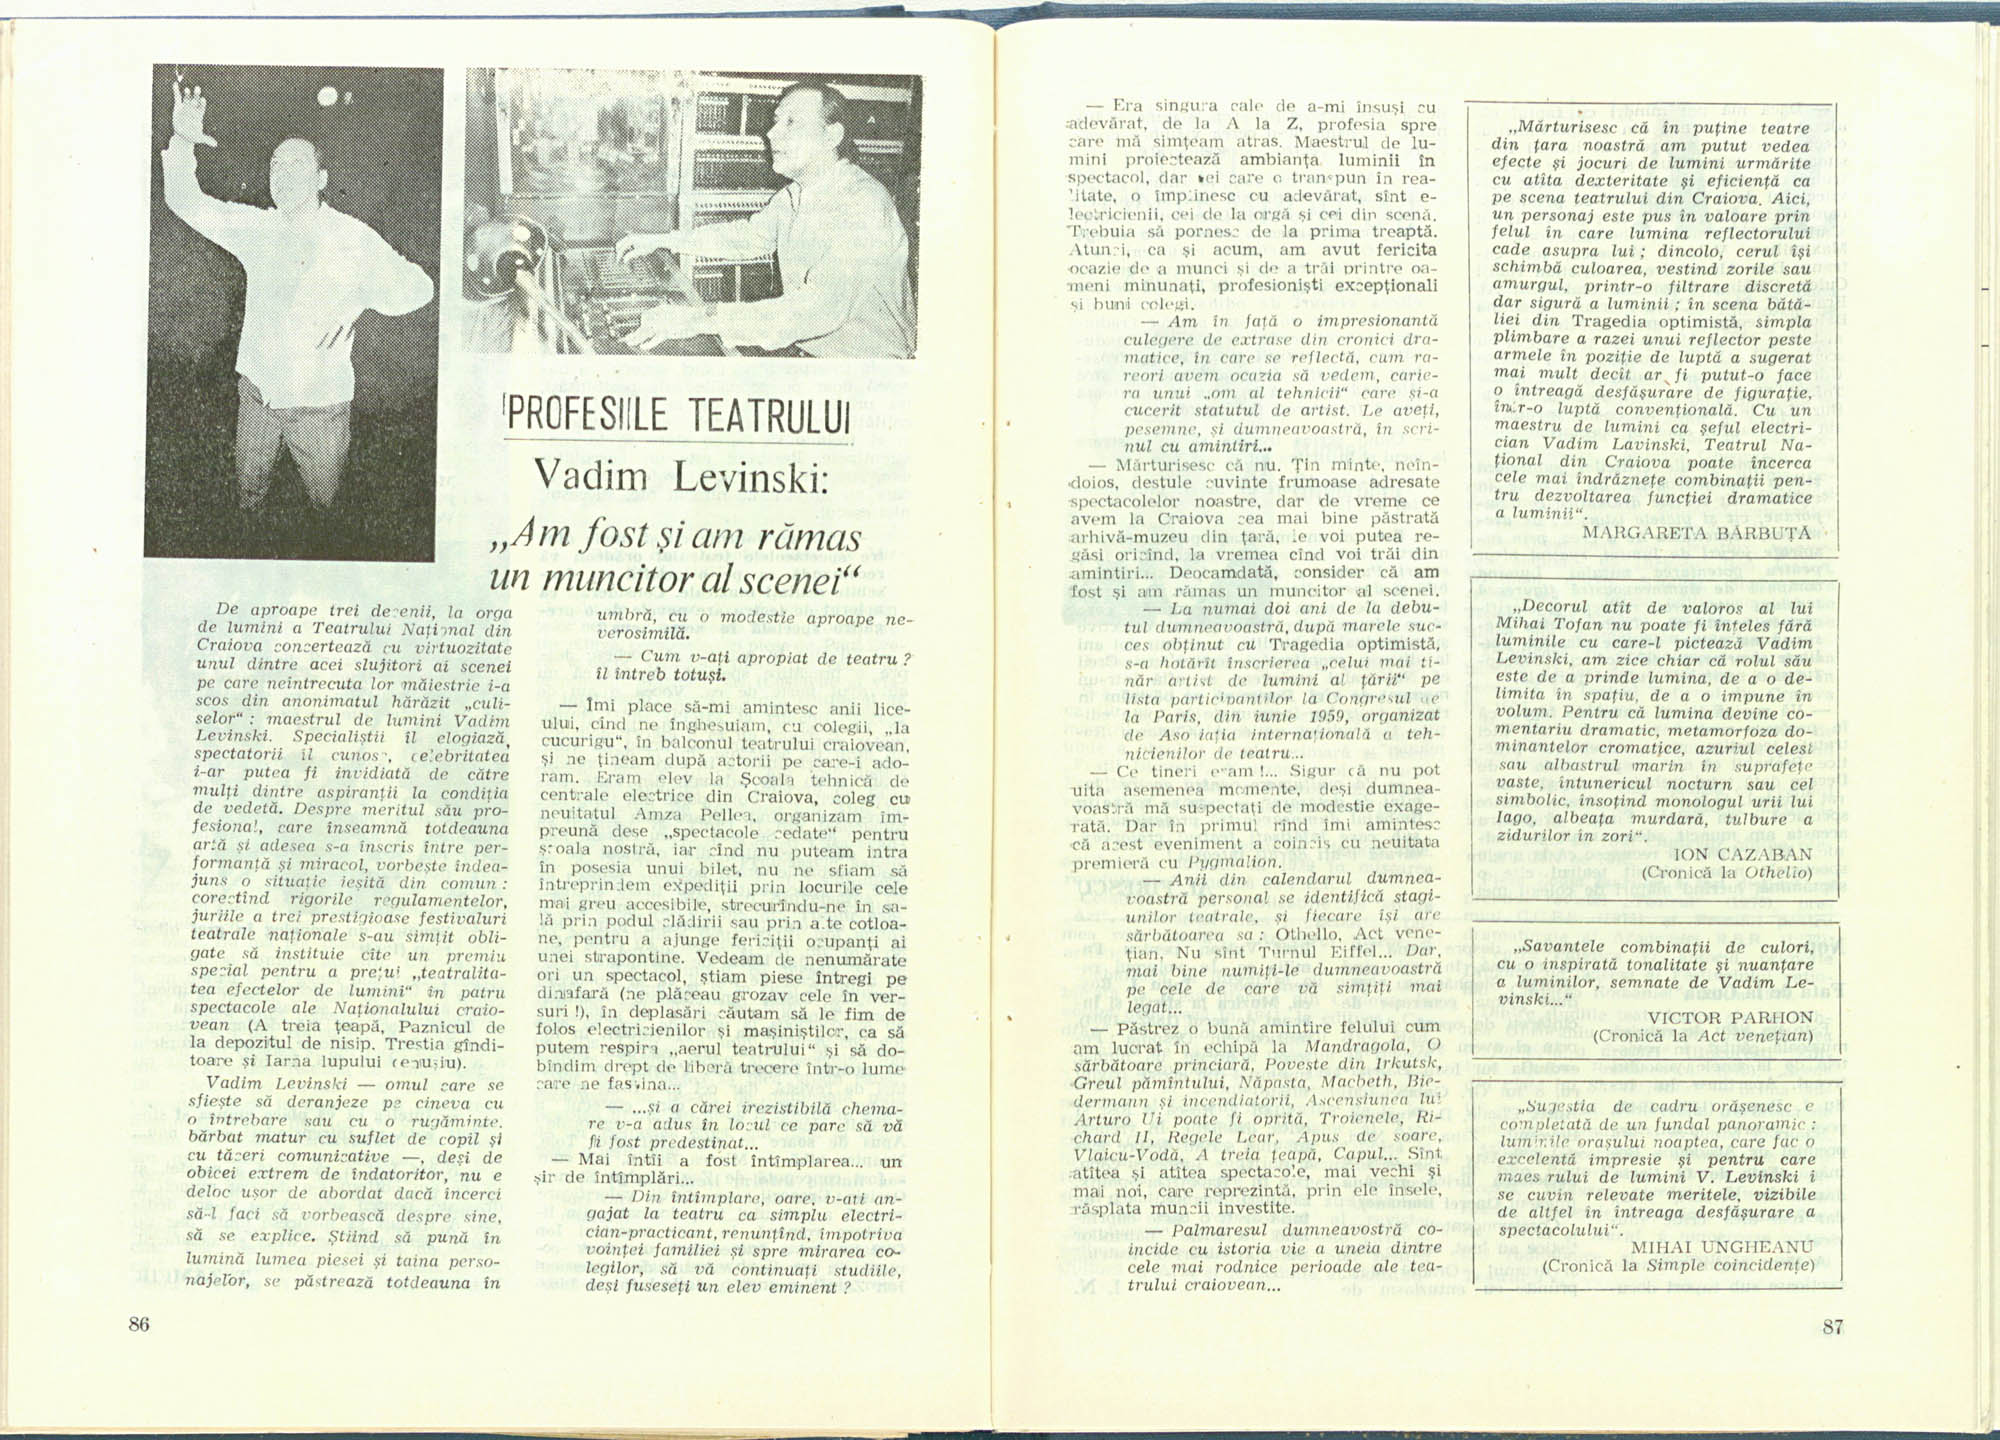 PROFESIILE TEATRULUI
Vadim Levinski:
„Am fost și am rămas
un muncitor al scenei“
De aproape trei decenii, la orga
de lumini a Teatrului Național din
Craiova concertează cu virtuozitate
unul dintre acei slujitori ai scenei
pe care neîntrecuta lor măiestrie i-a
scos din anonimatul hărăzit „culi-
selor“ : maestrul de lumini Vadim
Levinski. Specialiștii îl elogiază,
spectatorii îl cunosc, celebritatea
i-ar putea fi invidiată de către
mulți dintre aspiranții la condiția
de vedetă. Despre meritul său pro-
fesional, care înseamnă totdeauna
artă și adesea s-a înscris între per-
formanță și miracol, vorbește îndea-
juns o situație ieșită din comun :
corectînd rigorile regulamentelor,
juriile a trei prestigioase festivaluri
teatrale naționale s-au simțit obli-
gate să instituie cîte un premiu
special pentru a prețui „teatralita-
tea efectelor de lumini“ în patru
spectacole ale Naționalului craio-
vean (A treia țeapă, Paznicul de
la depozitul de nisip. Trestia gîndi-
toare și Iarna lupului cenușiu).
Vadim Levinski — omul care se
sfiește să deranjeze pe cineva cu
o întrebare sau cu o rugăminte.
bărbat matur cu suflet de copil și
cu tăceri comunicative —, deși de
obicei extrem de îndatoritor, nu e
deloc ușor de abordat dacă încerci
să-l faci să vorbească despre sine,
să se explice. Știind să pună în
lumină lumea piesei și taina perso-
najelor, se păstrează totdeauna în
umbră, cu o modestie aproape ne-
verosimilă.
— Cum v-ați apropiat de teatru ?
îl întreb totuși.
— Îmi place să-mi amintesc anii lice-
ului, cînd ne înghesuiam, cu colegii, „la
cucurigu“, în balconul teatrului craiovean,
și ne țineam după actorii pe care-i ado-
ram. Eram elev la Școala tehnică de
centrale electrice din Craiova, coleg cu
neuitatul Amza Pellea, organizam îm-
preună dese „spectacole cedate“ pentru
școala nostră, iar cînd nu puteam intra
în posesia unui bilet, nu ne sfiam să
întreprindem expediții prin locurile cele
mai greu accesibile, strecurîndu-ne în sa-
lă prin podul clădirii sau prin alte cotloa-
ne, pentru a ajunge fericiții ocupanți ai
unei strapontine. Vedeam de nenumărate
ori un spectacol, știam piese întregi pe
dinafară (ne plăceau grozav cele în ver-
suri !), în deplasări căutam să le fim de
folos electricienilor și mașiniștilor, ca să
putem respira „aerul teatrului“ și să do-
bîndim drept de liberă trecere într-o lume
care ne fascina...
— ...și a cărei irezistibilă chema-
re v-a adus în locul ce pare să vă
fi fost predestinat...
— Mai întîi a fost întîmplarea... un
șir de întîmplări...
— Din întîmplare, oare, v-ați an-
gajat la teatru ca simplu electri-
cian-practicant, renunțînd, împotriva
voinței familiei și spre mirarea co-
legilor, să vă continuați studiile,
deși fuseseți un elev eminent ?
86
— Era singura cale de a-mi însuși cu
adevărat, de la A la Z, profesia spre
care mă simțeam atras. Maestrul de lu-
mini proiectează ambianța luminii în
spectacol, dar cei care o transpun în rea-
litate, o împlinesc cu adevărat, sînt e-
lectricienii, cei de la orgă și cei din scenă.
Trebuia să pornesc de la prima treaptă.
Atunci, ca și acum, am avut fericita
ocazie de a munci și de a trăi printre oa-
meni minunați, profesioniști excepționali
și buni colegi.
— Am în față o impresionantă
culegere de extrase din cronici dra-
matice, în care se reflectă, cum ra-
reori avem ocazia să vedem, carie-
ra unui „om al tehnicii“ care și-a
cucerit statutul de artist. Le aveți,
pesemne, și dumneavoastră, în scri-
nul cu amintiri...
— Mărturisesc că nu. Țin minte, neîn-
doios, destule cuvinte frumoase adresate
spectacolelor noastre, dar de vreme ce
avem la Craiova cea mai bine păstrată
arhivă-muzeu din țară, le voi putea re-
găsi oricînd, la vremea cînd voi trăi din
amintiri... Deocamdată, consider că am
fost și am rămas un muncitor al scenei.
— La numai doi ani de la debu-
tul dumneavoastră, după marele suc-
ces obținut cu Tragedia optimistă,
s-a hotărît înscrierea „celui mai tî-
năr artist de lumini al țării“ pe
lista participanților la Congresul de
la Paris, din iunie 1959, organizat
de Asociația internațională a teh-
nicienilor de teatru...
— Ce tineri eram !... Sigur că nu pot
uita asemenea momente, deși dumnea-
voastră mă suspectați de modestie exage-
rată. Dar în primul rînd îmi amintesc
că acest eveniment a coincis cu neuitata
premieră cu Pygmalion.
— Anii din calendarul dumnea-
voastră personal se identifică stagi-
unilor teatrale, și fiecare își are
sărbătoarea sa : Othello, Act vene-
țian, Nu sînt Turnul Eiffel... Dar,
mai bine numiți-le dumneavoastră
pe cele de care vă simțiți mai
legat...
— Păstrez o bună amintire felului cum
am lucrat în echipă la Mandragola, O
sărbătoare princiară, Poveste din Irkutsk,
Greul pămîntului, Năpasta, Macbeth, Bie-
dermann și incendiatorii, Ascensiunea lui
Arturo Ui poate fi oprită, Troienele, Ri-
chard II, Regele Lear, Apus de soare,
Vlaicu-Vodă, A treia țeapă, Capul... Sînt
atîtea și atîtea spectacole, mai vechi și
mai noi, care reprezintă, prin ele însele,
răsplata muncii investite.
— Palmaresul dumneavostră co-
incide cu istoria vie a uneia dintre
cele mai rodnice perioade ale tea-
trului craiovean...
„Mărturisesc că în puține teatre
din țara noastră am putut vedea
efecte și jocuri de lumini urmărite
cu atîta dexteritate și eficiență ca
pe scena teatrului din Craiova. Aici,
un personaj este pus în valoare prin
felul în care lumina reflectorului
cade asupra lui ; dincolo, cerul își
schimbă culoarea, vestind zorile sau
amurgul, printr-o filtrare discretă
dar sigură a luminii ; în scena bătă-
liei din Tragedia optimistă, simpla
plimbare a razei unui reflector peste
armele în poziție de luptă a sugerat
mai mult decît ar fi putut-o face
o întreagă desfășurare de figurație,
într-o luptă convențională. Cu un
maestru de lumini ca șeful electri-
cian Vadim Lavinski, Teatrul Na-
țional din Craiova poate încerca
cele mai îndrăznețe combinații pen-
tru dezvoltarea funcției dramatice
a luminii“.
MARGARETA BĂRBUȚĂ
„Decorul atît de valoros al lui
Mihai Tofan nu poate fi înțeles fără
luminile cu care-l pictează Vadim
Levinski, am zice chiar că rolul său
este de a prinde lumina, de a o de-
limita în spațiu, de a o impune în
volum. Pentru că lumina devine co-
mentariu dramatic, metamorfoza do-
minantelor cromatice, azuriul celest
sau albastrul marin în suprafețe
vaste, întunericul nocturn sau cel
simbolic, însoțind monologul urii lui
Iago, albeața murdară, tulbure a
zidurilor în zori“.
ION CAZABAN
(Cronică la Othello)
„Savantele combinații de culori,
cu o inspirată tonalitate și nuanțare
a luminilor, semnate de Vadim Le-
vinski...“
VICTOR PARHON
(Cronică la Act venețian)
„Sugestia de cadru orășenesc e
completată de un fundal panoramic :
luminile orașului noaptea, care fac o
excelentă impresie și pentru care
maestrului de lumini V. Levinski i
se cuvin relevate meritele, vizibile
de altfel în întreaga desfășurare a
spectacolului“.
MIHAI UNGHEANU
(Cronică la Simple coincidențe)
87